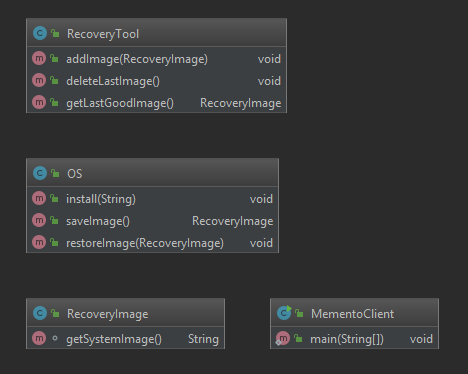 RecoveryTool
addImage(RecoveryImage) void
deleteLastImage() void
getLastGoodImage() RecoveryImage
OS
install(String) void
saveImage() RecoveryImage
restoreImage(RecoveryImage) void
RecoveryImage
getSystemImage() String
MementoClient
main(String[]) void